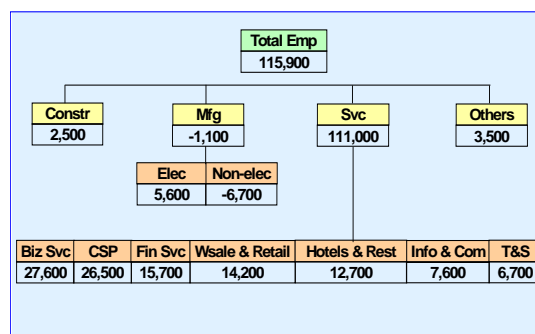 Total Emp
115,900
Constr Mfg Svc Others
2,500 -1,100 111,000 3,500
Elec Non-elec
5,600 -6,700
Biz Svc CSP Fin Svc Wsale & Retail Hotels & Rest Info & Com T&S
27,600 26,500 15,700 14,200 12,700 7,600 6,700